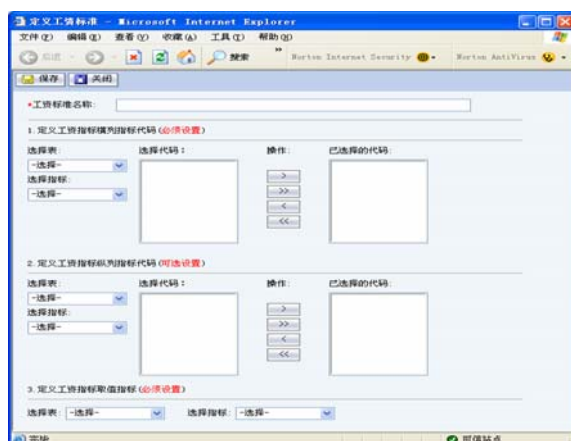 定义工资标准 - Microsoft Internet Explorer
文件(F) 编辑(E) 查看(V) 收藏(A) 工具(T) 帮助(H)
后退 搜索 » Norton Internet Security Norton AntiVirus
保存 关闭
*工资标准名称:
1. 定义工资指标横列指标代码(必须设置)
选择表: 选择代码: 操作: 已选择的代码:
-选择-
选择指标:
-选择-
>
>>
<
<<
2. 定义工资指标纵列指标代码(可选设置)
选择表: 选择代码: 操作: 已选择的代码:
-选择-
选择指标:
-选择-
>
>>
<
<<
3. 定义工资指标取值指标(必须设置)
选择表: -选择- 选择指标: -选择-
完毕 可信站点